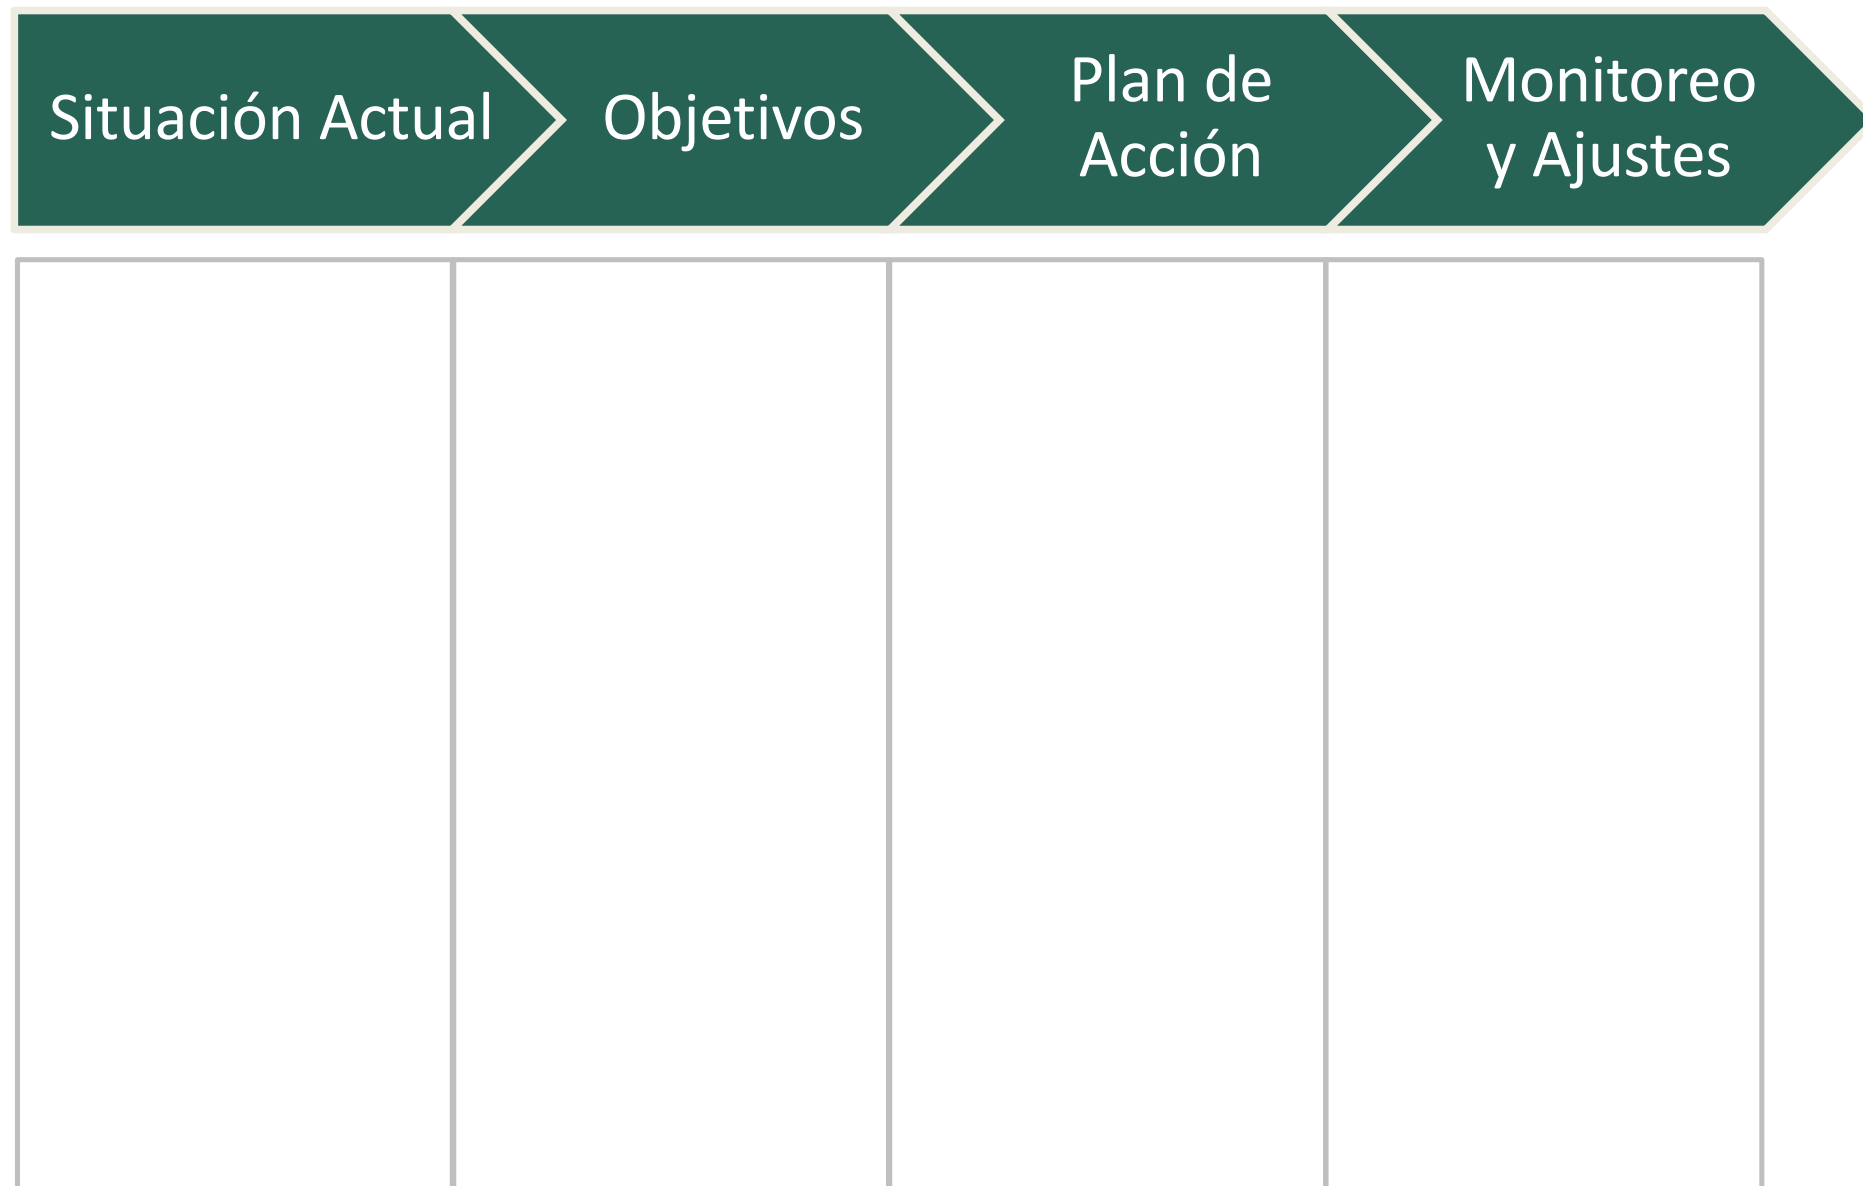 Situación Actual
Objetivos
Plan de
Acción
Monitoreo
y Ajustes